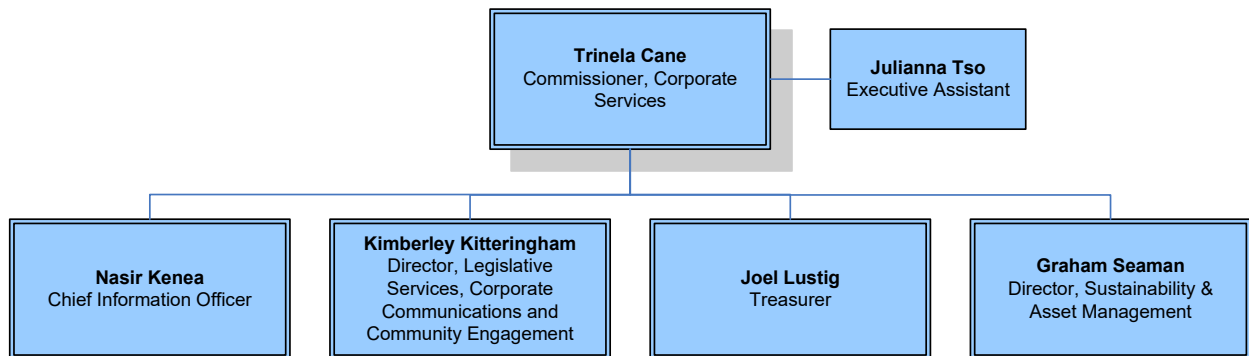 Trinela Cane
Commissioner, Corporate
Services
Julianna Tso
Executive Assistant
Nasir Kenea
Chief Information Officer
Kimberley Kitteringham
Director, Legislative
Services, Corporate
Communications and
Community Engagement
Joel Lustig
Treasurer
Graham Seaman
Director, Sustainability &
Asset Management